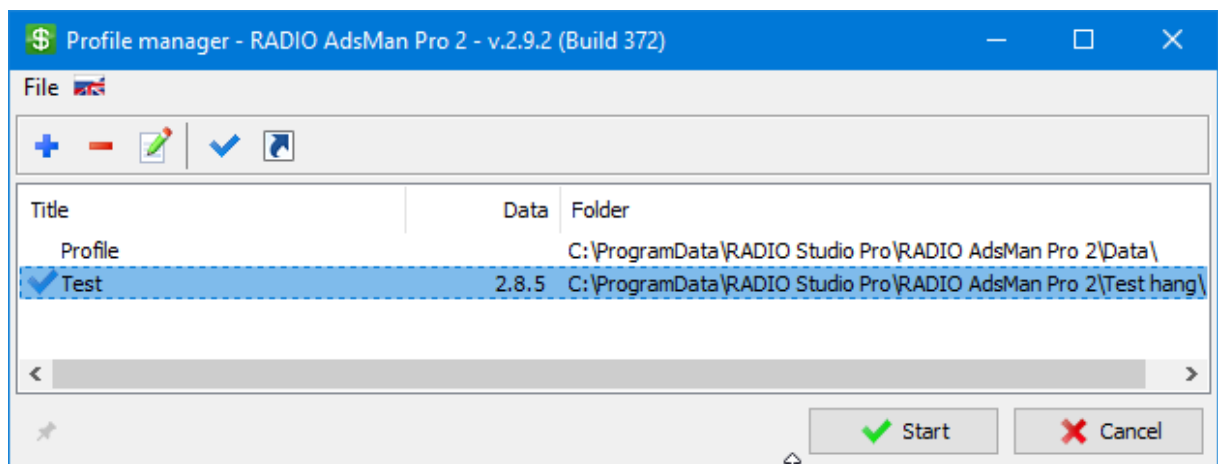 Profile manager - RADIO AdsMan Pro 2 - v.2.9.2 (Build 372)
File
Title Data Folder
Profile C:\ProgramData\RADIO Studio Pro\RADIO AdsMan Pro 2\Data\
Test 2.8.5 C:\ProgramData\RADIO Studio Pro\RADIO AdsMan Pro 2\Test hang\
Start Cancel